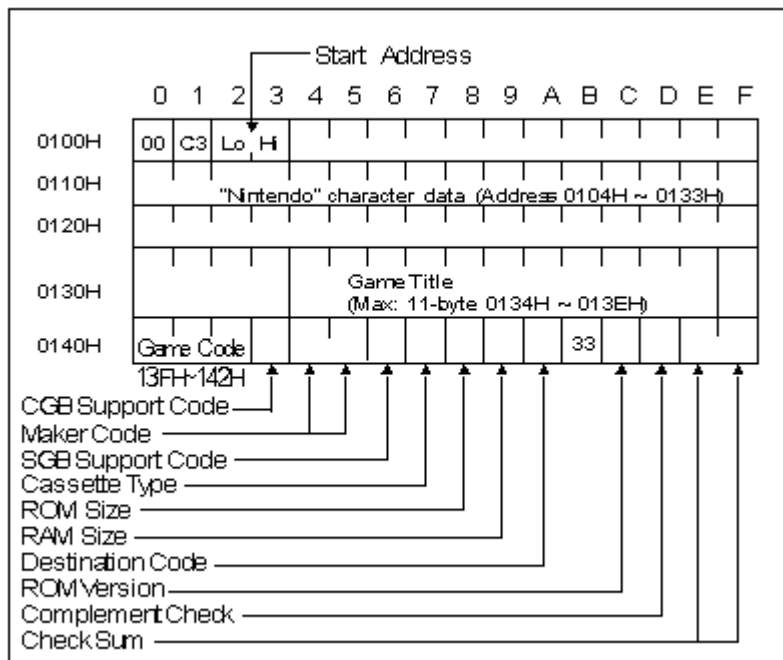 Start Address
0 1 2 3 4 5 6 7 8 9 A B C D E F
0100H 00 C3 Lo Hi
0110H "Nintendo" character data (Address 0104H ~ 0133H)
0120H
0130H Game Title
(Max: 11-byte 0134H ~ 013EH)
0140H Game Code 33
13FH~142H
CGB Support Code
Maker Code
SGB Support Code
Cassette Type
ROM Size
RAM Size
Destination Code
ROM Version
Complement Check
Check Sum